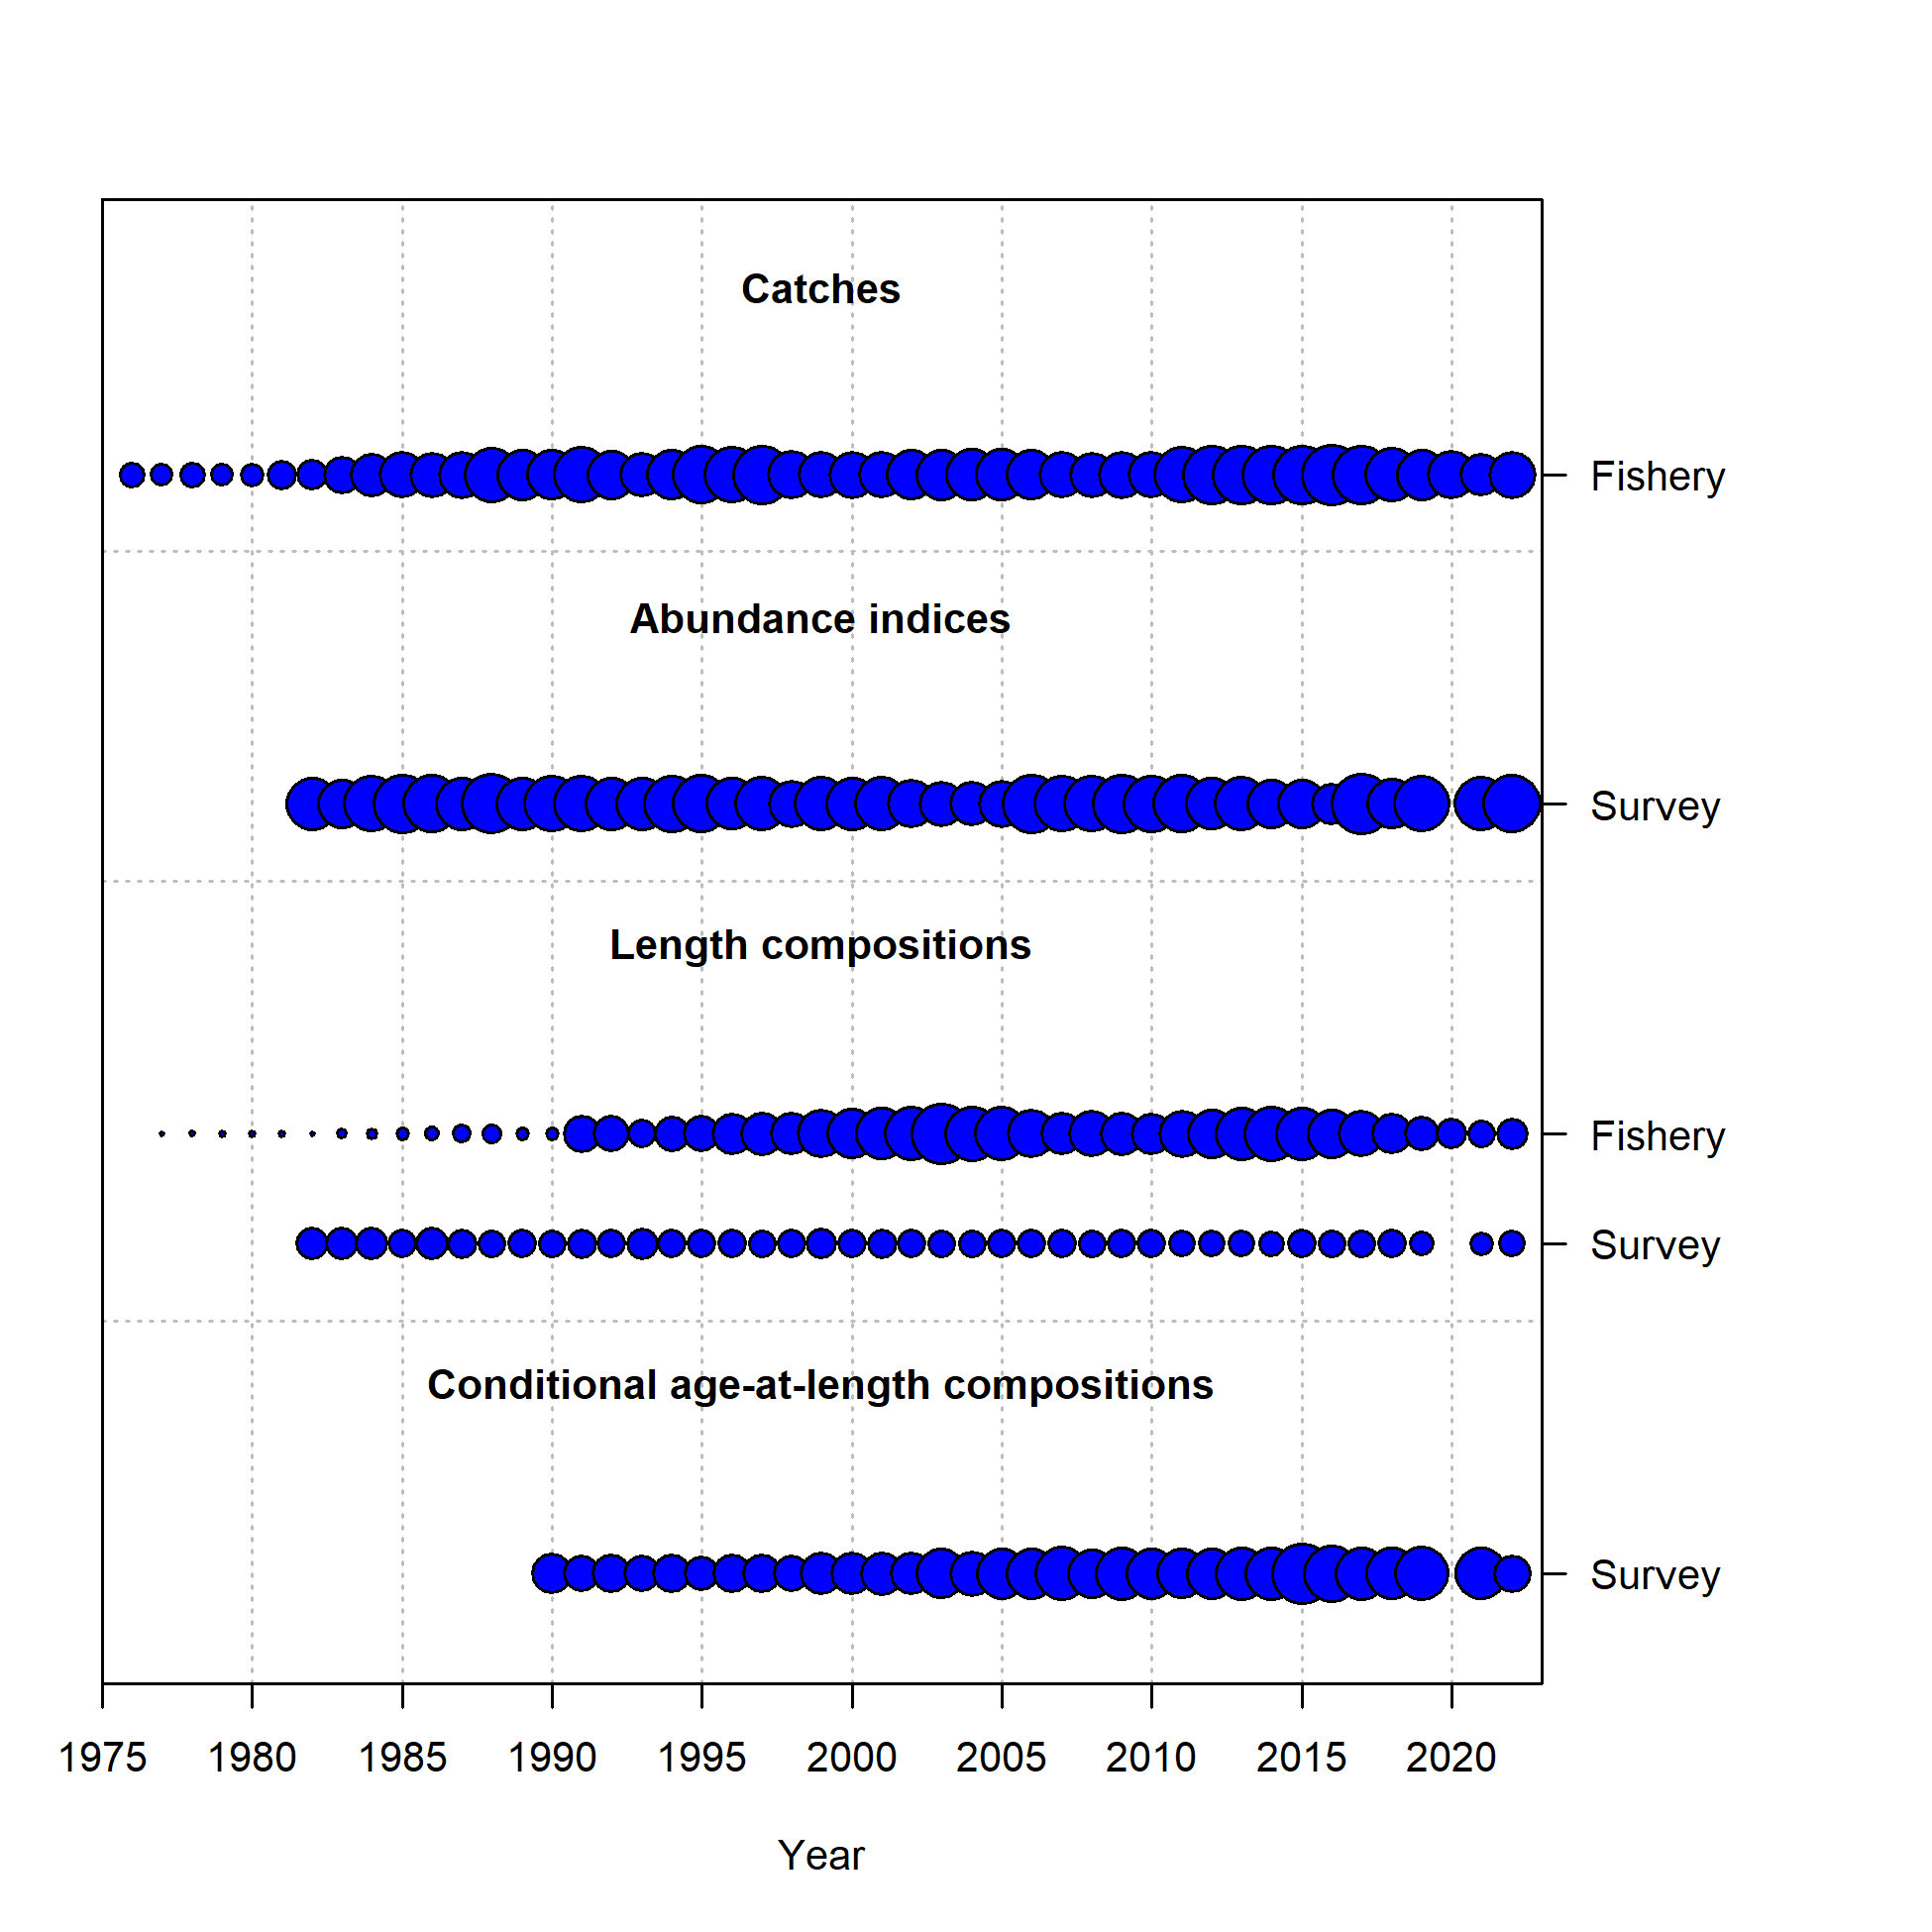 Catches
Fishery
Abundance indices
Survey
Length compositions
Fishery
Survey
Conditional age-at-length compositions
Survey
1975 1980 1985 1990 1995 2000 2005 2010 2015 2020
Year